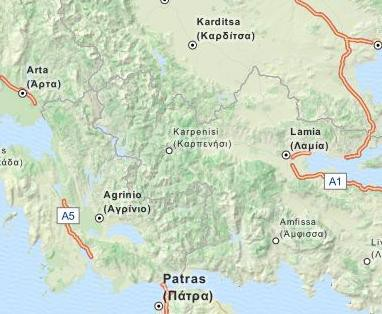 Karditsa
(Καρδίτσα)
Arta
(Άρτα)
Karpenisi
(Καρπενήσι)
Lamia
(Λαμία)
A1
Agrinio
(Αγρίνιο)
A5
Amfissa
(Άμφισσα)
Patras
(Πάτρα)